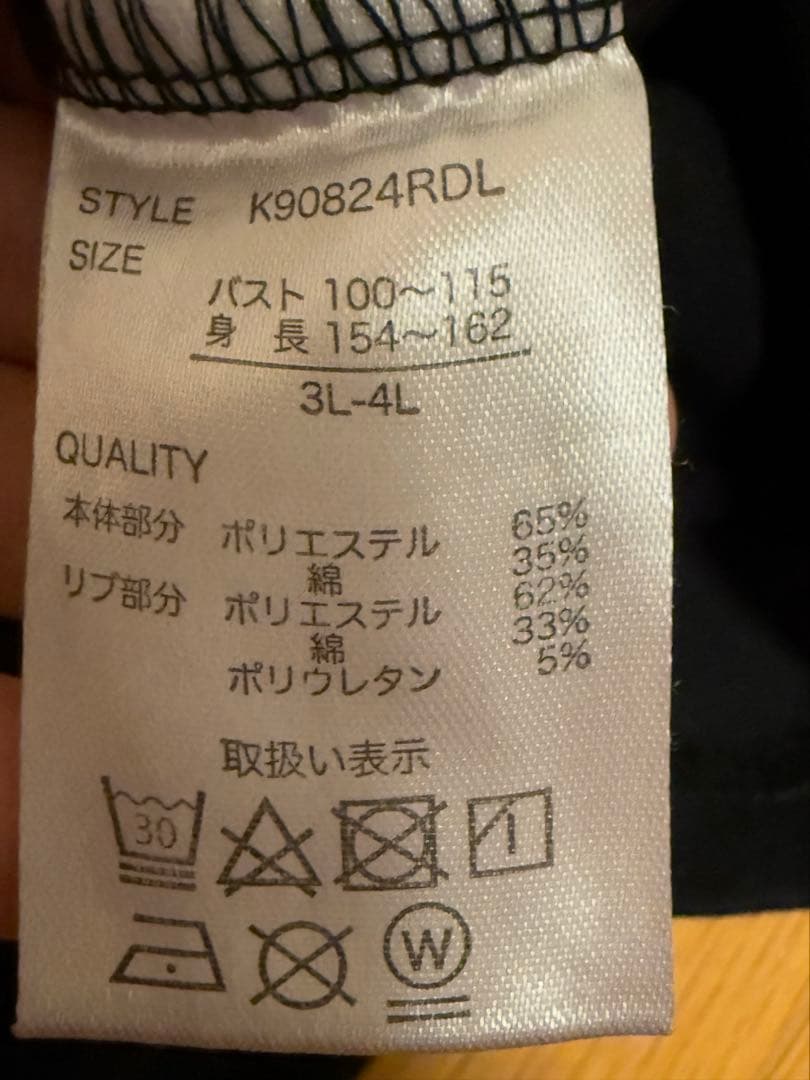 STYLE K90824RDL
SIZE
バスト 100～115
身 長 154～162
3L-4L
QUALITY
本体部分 ポリエステル 65%
綿 35%
リブ部分 ポリエステル 62%
綿 33%
ポリウレタン 5%
取扱い表示
30
W